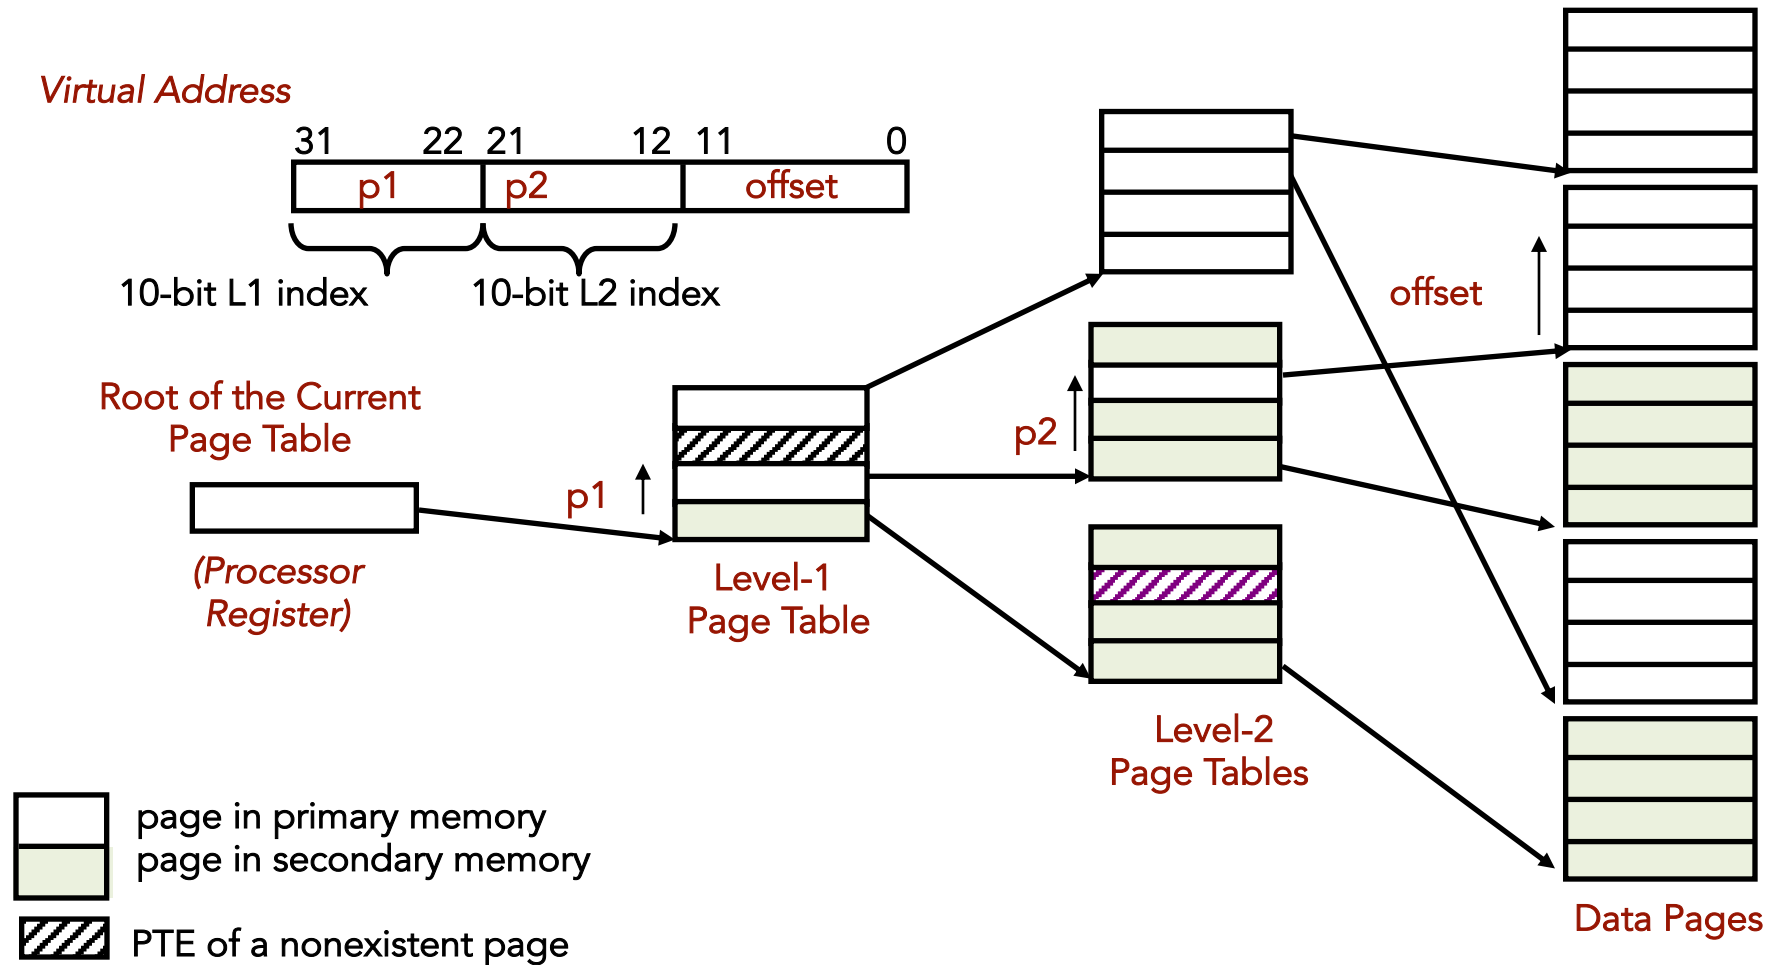 Virtual Address
31 22 21 12 11 0
p1 p2 offset
10-bit L1 index 10-bit L2 index
Root of the Current
Page Table
(Processor
Register)
p1
Level-1
Page Table
p2
Level-2
Page Tables
offset
Data Pages
page in primary memory
page in secondary memory
PTE of a nonexistent page